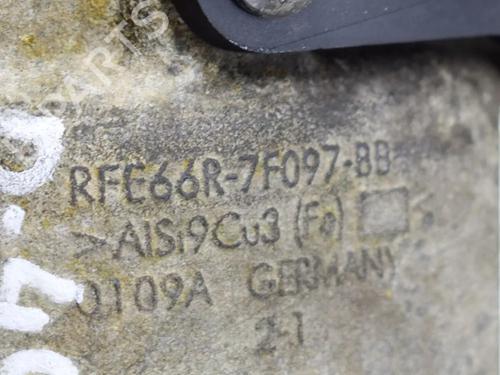 RFE66R-7F097-BB
>AlSi9Cu3 (Fe)
0109A GERMANY
2-1